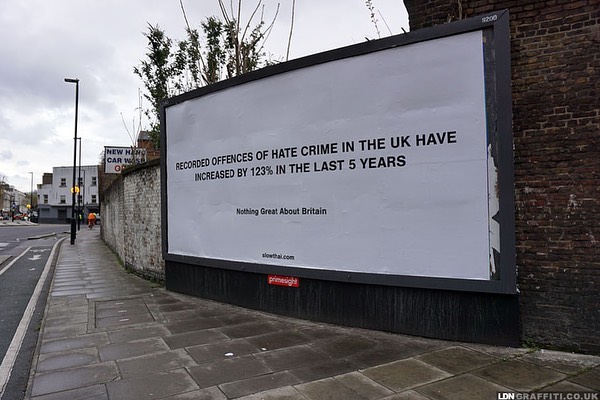 9200
NEW HAND
CAR WASH
RECORDED OFFENCES OF HATE CRIME IN THE UK HAVE
INCREASED BY 123% IN THE LAST 5 YEARS
Nothing Great About Britain
slowthai.com
primesight
LDNGRAFFITI.CO.UK